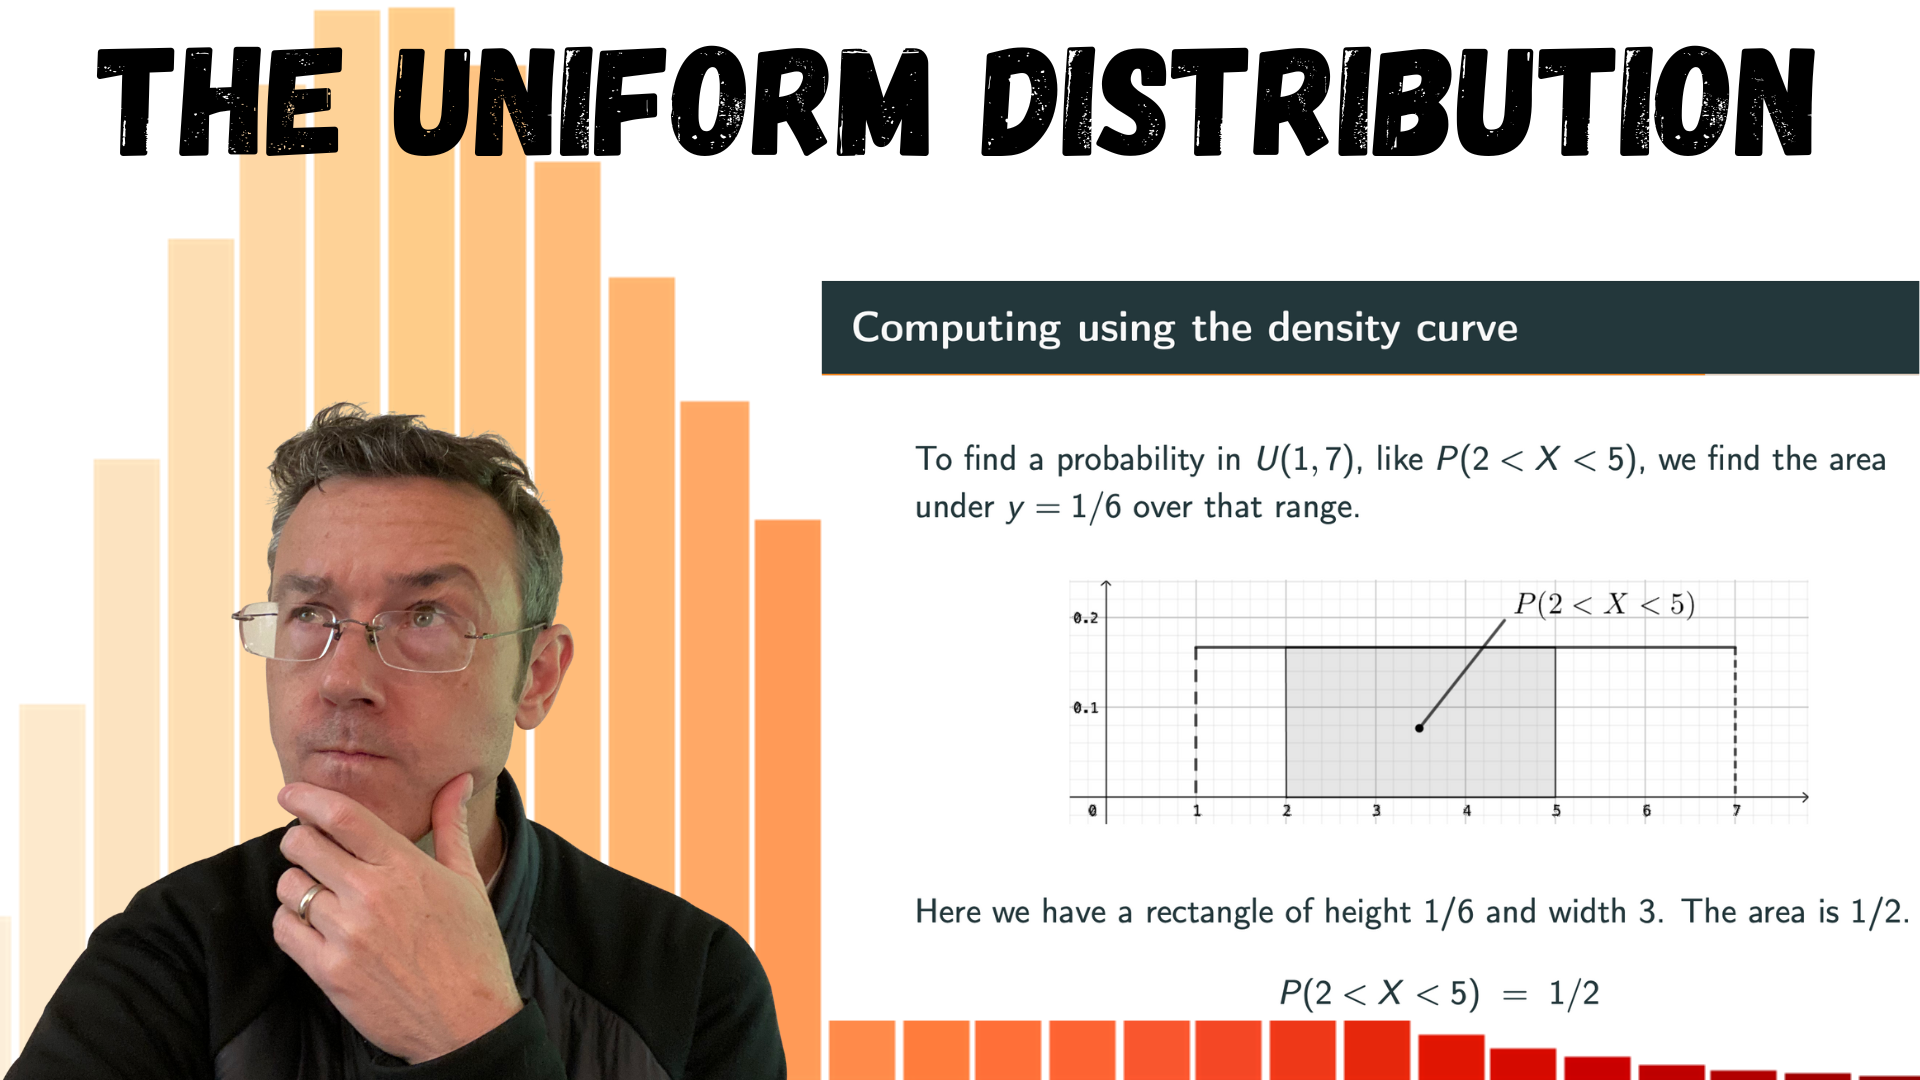 THE UNIFORM DISTRIBUTION
Computing using the density curve
To find a probability in U(1, 7), like P(2 < X < 5), we find the area
under y = 1/6 over that range.
P(2 < X < 5)
0.2
0.1
0 1 2 3 4 5 6 7
Here we have a rectangle of height 1/6 and width 3. The area is 1/2.
P(2 < X < 5) = 1/2